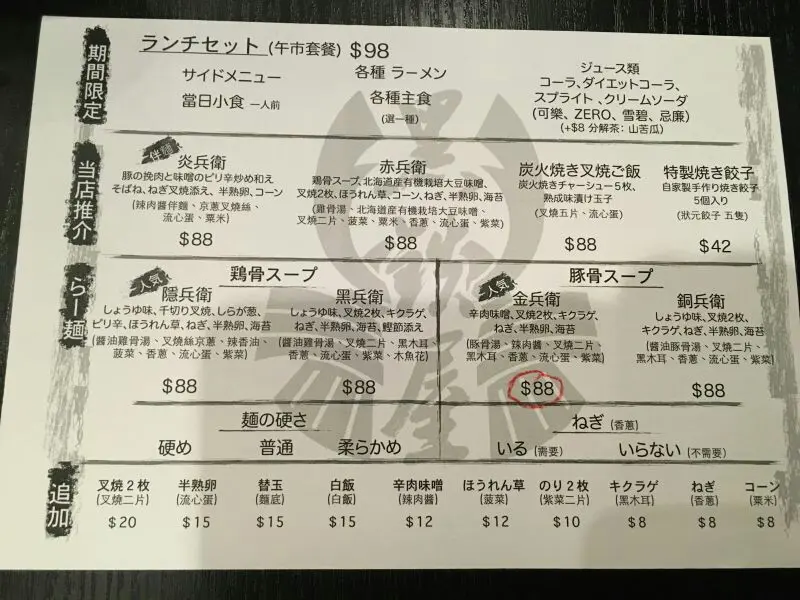 期間限定
ランチセット (午市套餐) $98
サイドメニュー
當日小食 一人前
各種 ラーメン
各種主食
(選一種)
ジュース類
コーラ、ダイエットコーラ、
スプライト、クリームソーダ
(可樂、ZERO、雪碧、忌廉)
(+$8 分解茶：山苦瓜)
当店推介
伴麵
炎兵衛
豚の挽肉と味噌のピリ辛炒め和え
そばね、ねぎ叉焼添え、半熟卵、コーン
(辣肉醬伴麵、京蔥叉燒絲、
流心蛋、粟米)
$88
赤兵衛
鶏骨スープ、北海道産有機栽培大豆味噌、
叉焼2枚、ほうれん草、コーン、ねぎ、半熟卵、海苔
(雞骨湯、北海道産有機栽培大豆味噌、
叉燒二片、菠菜、粟米、香蔥、流心蛋、紫菜)
$88
炭火焼き叉焼ご飯
炭火焼きチャーシュー5枚、
熟成味漬け玉子
(叉燒五片、流心蛋)
$88
特製焼き餃子
自家製手作り焼き餃子
5個入り
(狀元餃子 五隻)
$42
らー麺
鶏骨スープ
隠兵衛
しょうゆ味、千切り叉焼、しらが葱、
ピリ辛、ほうれん草、ねぎ、半熟卵、海苔
(醬油雞骨湯、叉燒絲京蔥、辣香油、
菠菜、香蔥、流心蛋、紫菜)
$88
黒兵衛
しょうゆ味、叉焼2枚、キクラゲ、
ねぎ、半熟卵、海苔、鰹節添え
(醬油雞骨湯、叉燒二片、黑木耳、
香蔥、流心蛋、紫菜、木魚花)
$88
豚骨スープ
人気
金兵衛
辛肉味噌、叉焼2枚、キクラゲ、
ねぎ、半熟卵、海苔
(豚骨湯、辣肉醬、叉燒二片、
黑木耳、香蔥、流心蛋、紫菜)
$88
銅兵衛
しょうゆ味、叉焼2枚、
キクラゲ、ねぎ、半熟卵、海苔
(醬油豚骨湯、叉燒二片、
黑木耳、香蔥、流心蛋、紫菜)
$88
麺の硬さ
硬め 普通 柔らかめ
ねぎ (香蔥)
いる (需要) いらない (不需要)
追加
叉焼2枚 半熟卵 替玉 白飯 辛肉味噌 ほうれん草 のり2枚 キクラゲ ねぎ コーン
(叉燒二片) (流心蛋) (麵底) (白飯) (辣肉醬) (菠菜) (紫菜二片) (黑木耳) (香蔥) (粟米)
$20 $15 $15 $15 $12 $12 $10 $8 $8 $8